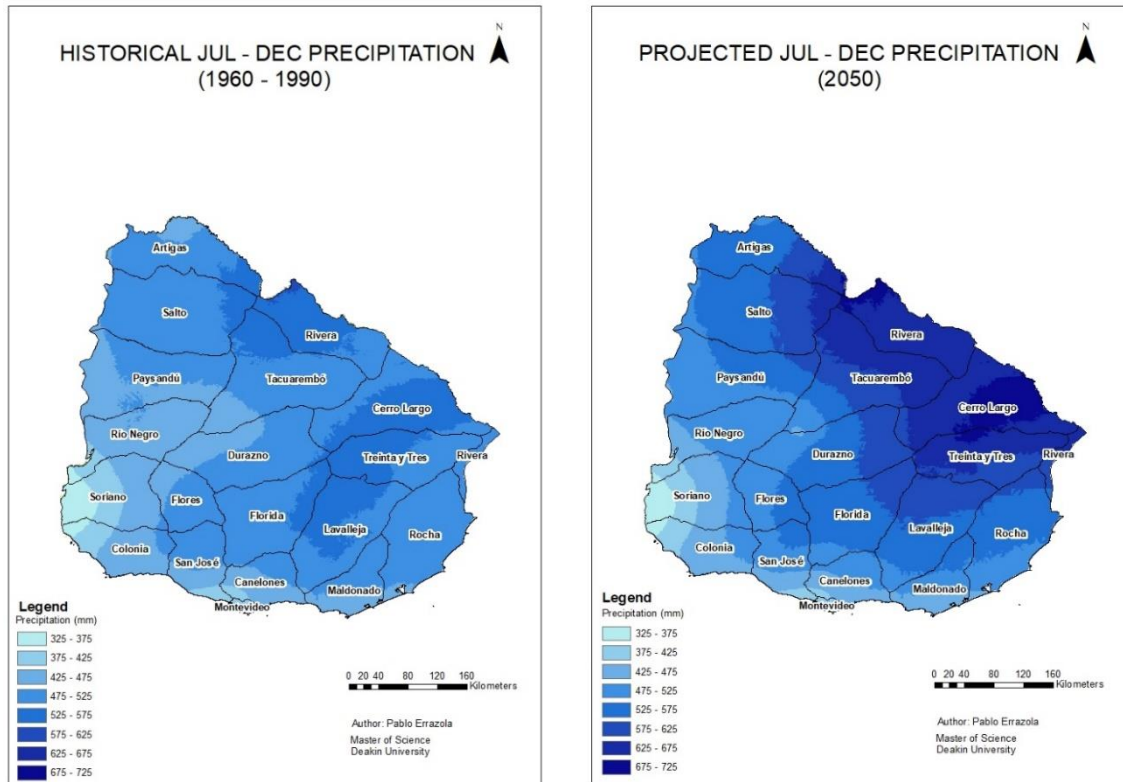 N
HISTORICAL JUL - DEC PRECIPITATION
(1960 - 1990)
Artigas
Salto
Rivera
Paysandú
Tacuarembó
Cerro Largo
Río Negro
Durazno
Treinta y Tres
Rivera
Soriano
Flores
Florida
Lavalleja
Rocha
Colonia
San José
Canelones
Maldonado
Montevideo
Legend
Precipitation (mm)
325 - 375
375 - 425
425 - 475
475 - 525
525 - 575
575 - 625
625 - 675
675 - 725
0 20 40 80 120 160
Kilometers
Author: Pablo Errazola
Master of Science
Deakin University
N
PROJECTED JUL - DEC PRECIPITATION
(2050)
Artigas
Salto
Rivera
Paysandú
Tacuarembó
Cerro Largo
Río Negro
Durazno
Treinta y Tres
Rivera
Soriano
Flores
Florida
Lavalleja
Rocha
Colonia
San José
Canelones
Maldonado
Montevideo
Legend
Precipitation (mm)
325 - 375
375 - 425
425 - 475
475 - 525
525 - 575
575 - 625
625 - 675
675 - 725
0 20 40 80 120 160
Kilometers
Author: Pablo Errazola
Master of Science
Deakin University